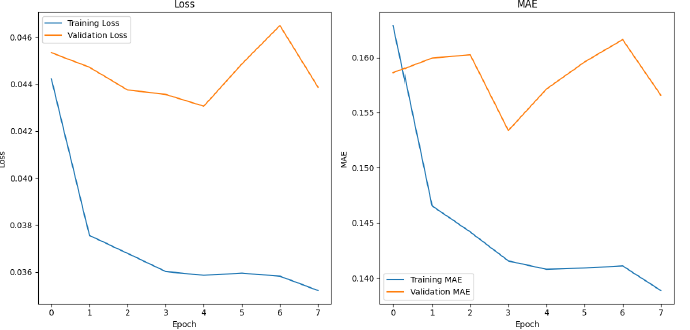 Loss
Training Loss
Validation Loss
0.046
0.044
0.042
0.040
0.038
0.036
Loss
0 1 2 3 4 5 6 7
Epoch
MAE
0.160
0.155
0.150
0.145
0.140
MAE
Training MAE
Validation MAE
0 1 2 3 4 5 6 7
Epoch